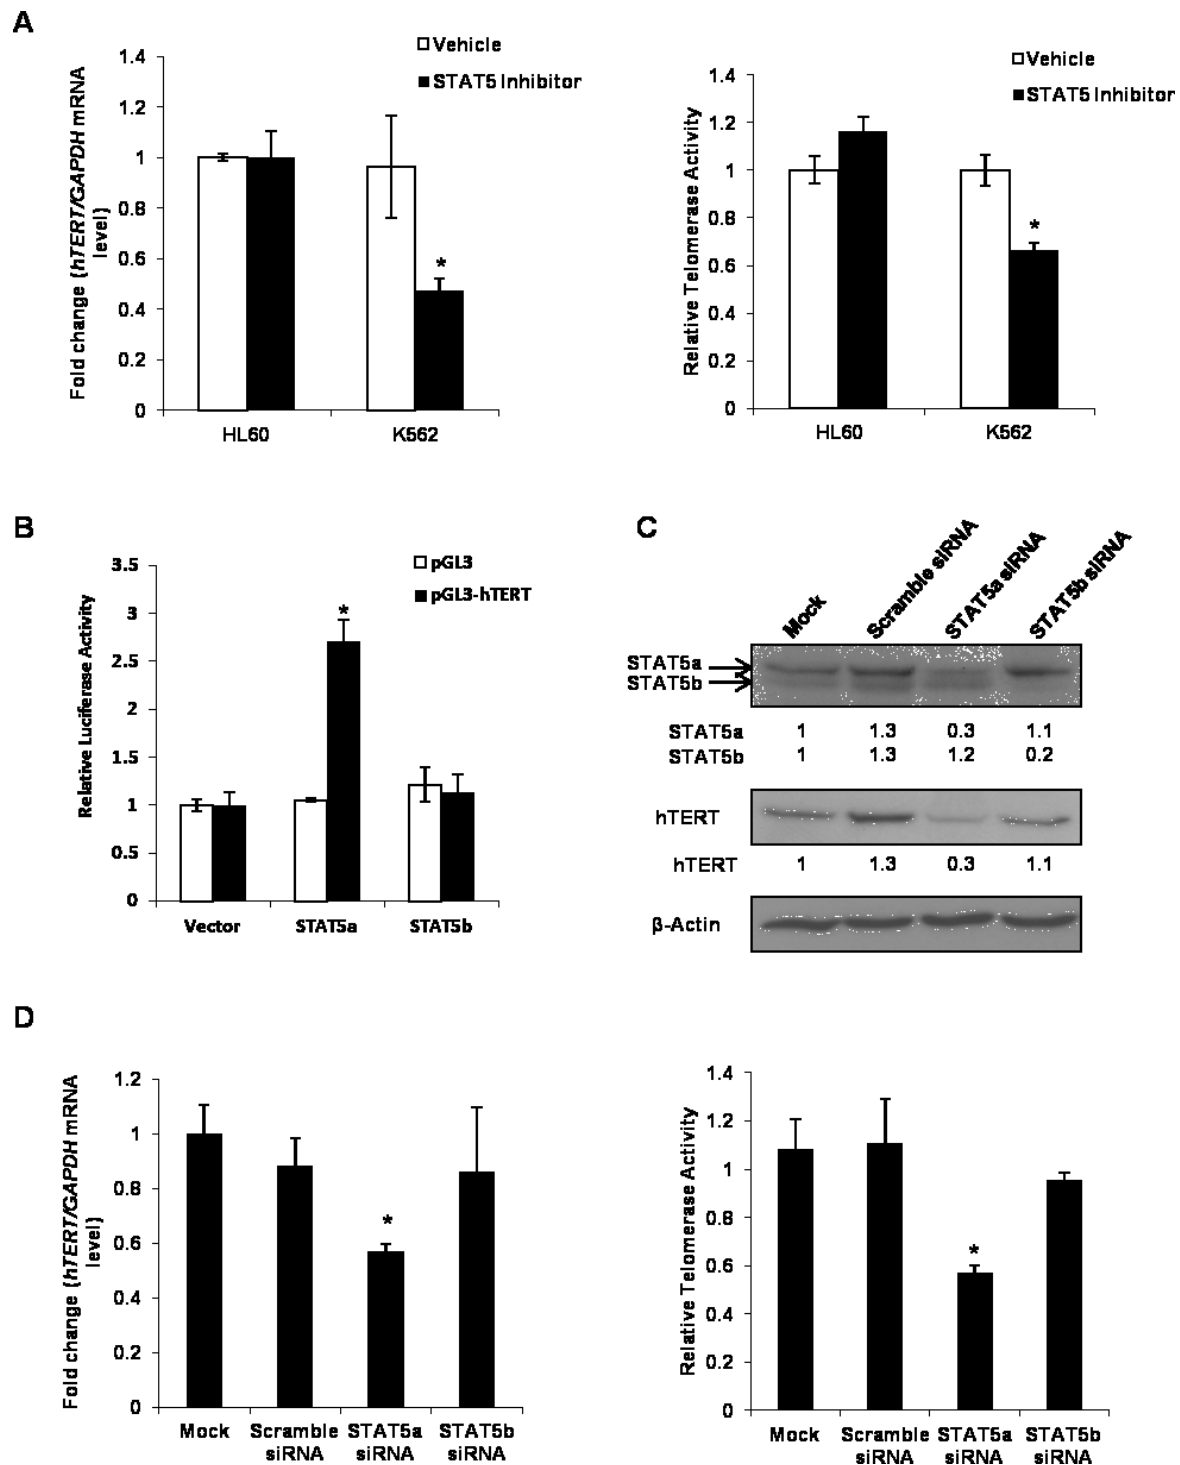 A
Fold change (hTERT/GAPDH mRNA
level)
1.4
1.2
1
0.8
0.6
0.4
0.2
0
Vehicle
STAT5 Inhibitor
*
HL60
K562
Relative Telomerase Activity
1.4
1.2
1
0.8
0.6
0.4
0.2
0
Vehicle
STAT5 Inhibitor
*
HL60
K562
B
Relative Luciferase Activity
3.5
3
2.5
2
1.5
1
0.5
0
pGL3
pGL3-hTERT
*
Vector
STAT5a
STAT5b
C
Mock
Scramble siRNA
STAT5a siRNA
STAT5b siRNA
STAT5a
STAT5b
STAT5a 1 1.3 0.3 1.1
STAT5b 1 1.3 1.2 0.2
hTERT
hTERT 1 1.3 0.3 1.1
β-Actin
D
Fold change (hTERT/GAPDH mRNA
level)
1.2
1
0.8
0.6
0.4
0.2
0
*
Mock
Scramble
siRNA
STAT5a
siRNA
STAT5b
siRNA
Relative Telomerase Activity
1.4
1.2
1
0.8
0.6
0.4
0.2
0
*
Mock
Scramble
siRNA
STAT5a
siRNA
STAT5b
siRNA